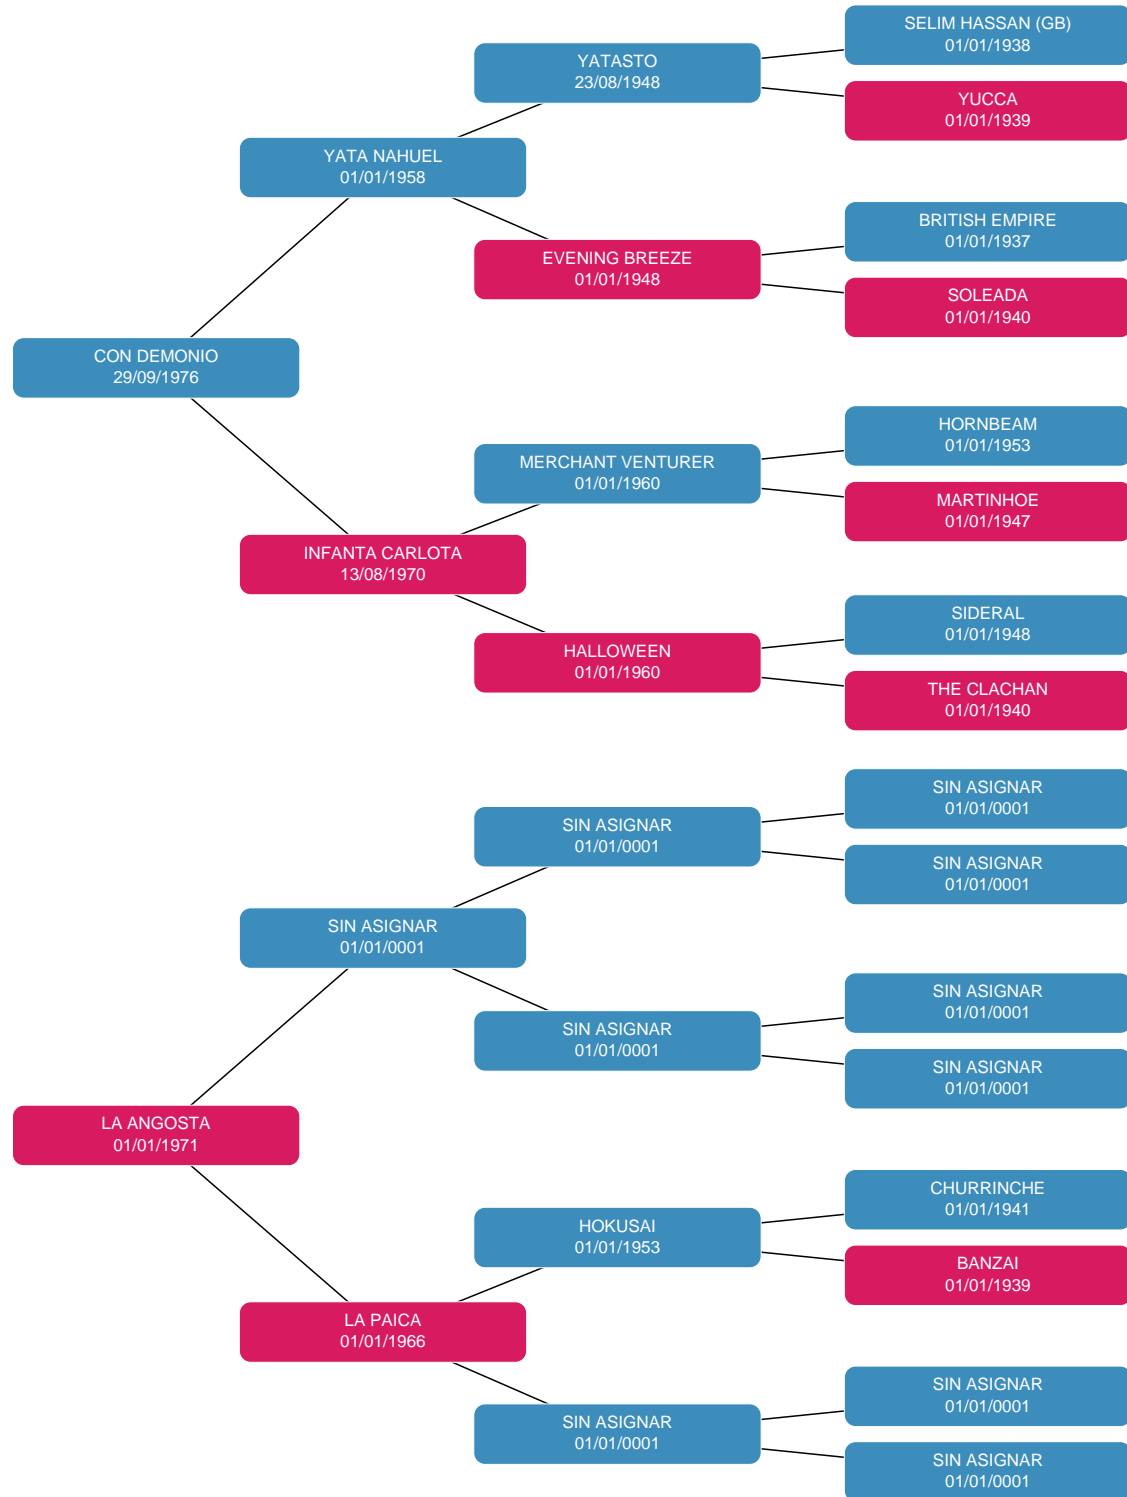 SELIM HASSAN (GB)
01/01/1938
YATASTO
23/08/1948
YUCCA
01/01/1939
YATA NAHUEL
01/01/1958
BRITISH EMPIRE
01/01/1937
EVENING BREEZE
01/01/1948
SOLEADA
01/01/1940
CON DEMONIO
29/09/1976
HORNBEAM
01/01/1953
MERCHANT VENTURER
01/01/1960
MARTINHOE
01/01/1947
INFANTA CARLOTA
13/08/1970
SIDERAL
01/01/1948
HALLOWEEN
01/01/1960
THE CLACHAN
01/01/1940
SIN ASIGNAR
01/01/0001
SIN ASIGNAR
01/01/0001
SIN ASIGNAR
01/01/0001
SIN ASIGNAR
01/01/0001
SIN ASIGNAR
01/01/0001
SIN ASIGNAR
01/01/0001
SIN ASIGNAR
01/01/0001
LA ANGOSTA
01/01/1971
CHURRINCHE
01/01/1941
HOKUSAI
01/01/1953
BANZAI
01/01/1939
LA PAICA
01/01/1966
SIN ASIGNAR
01/01/0001
SIN ASIGNAR
01/01/0001
SIN ASIGNAR
01/01/0001